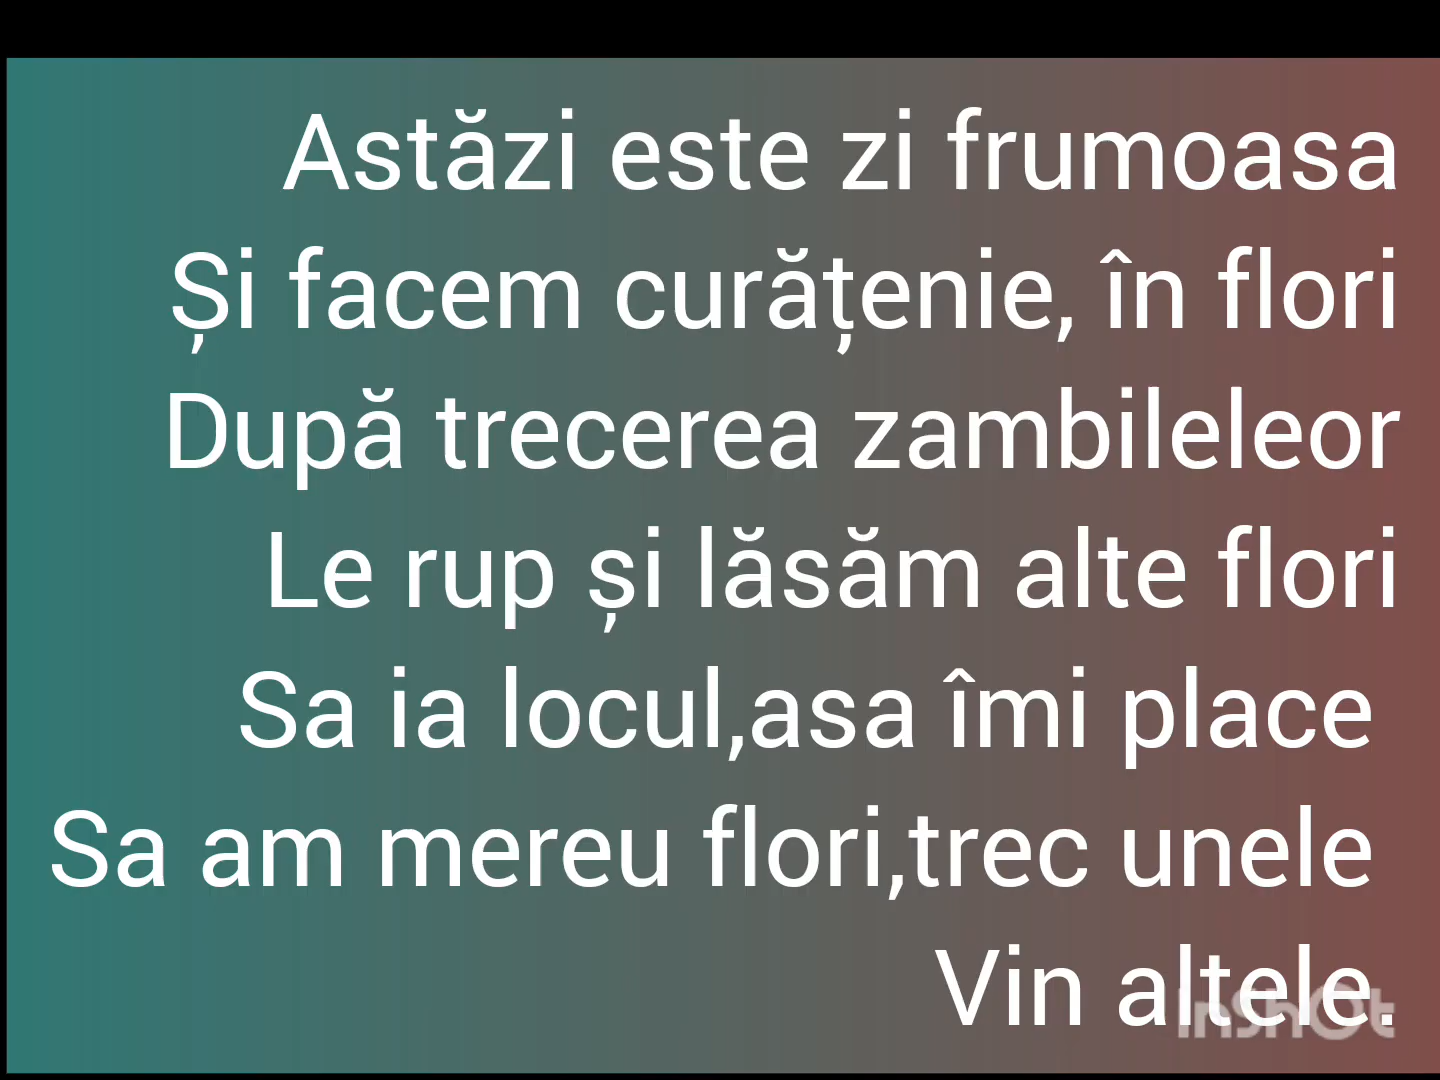 Astăzi este zi frumoasa
Și facem curățenie, în flori
După trecerea zambileleor
Le rup și lăsăm alte flori
Sa ia locul,asa îmi place
Sa am mereu flori,trec unele
Vin altele.
InShOt